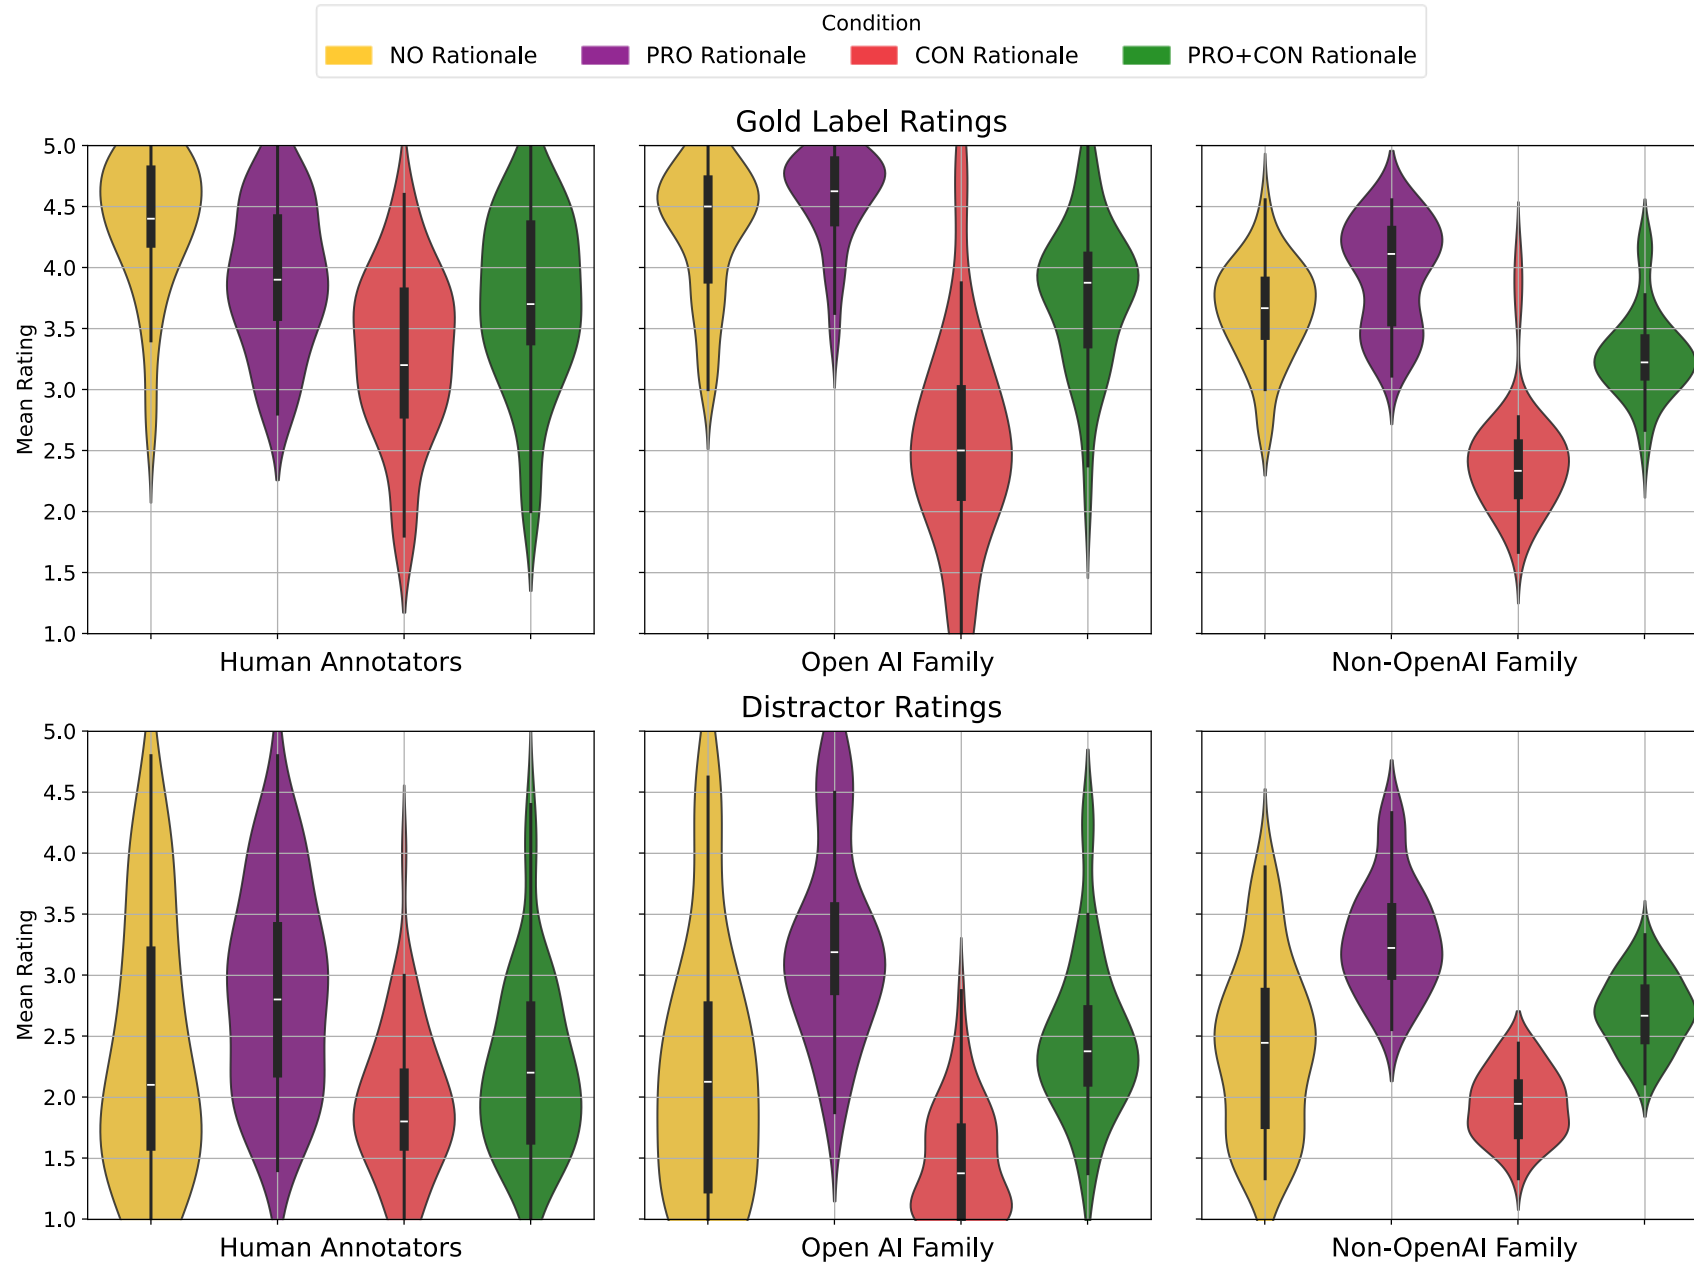 Condition
NO Rationale PRO Rationale CON Rationale PRO+CON Rationale
Gold Label Ratings
Mean Rating
5.0
4.5
4.0
3.5
3.0
2.5
2.0
1.5
1.0
Human Annotators Open AI Family Non-OpenAI Family
Distractor Ratings
Mean Rating
5.0
4.5
4.0
3.5
3.0
2.5
2.0
1.5
1.0
Human Annotators Open AI Family Non-OpenAI Family